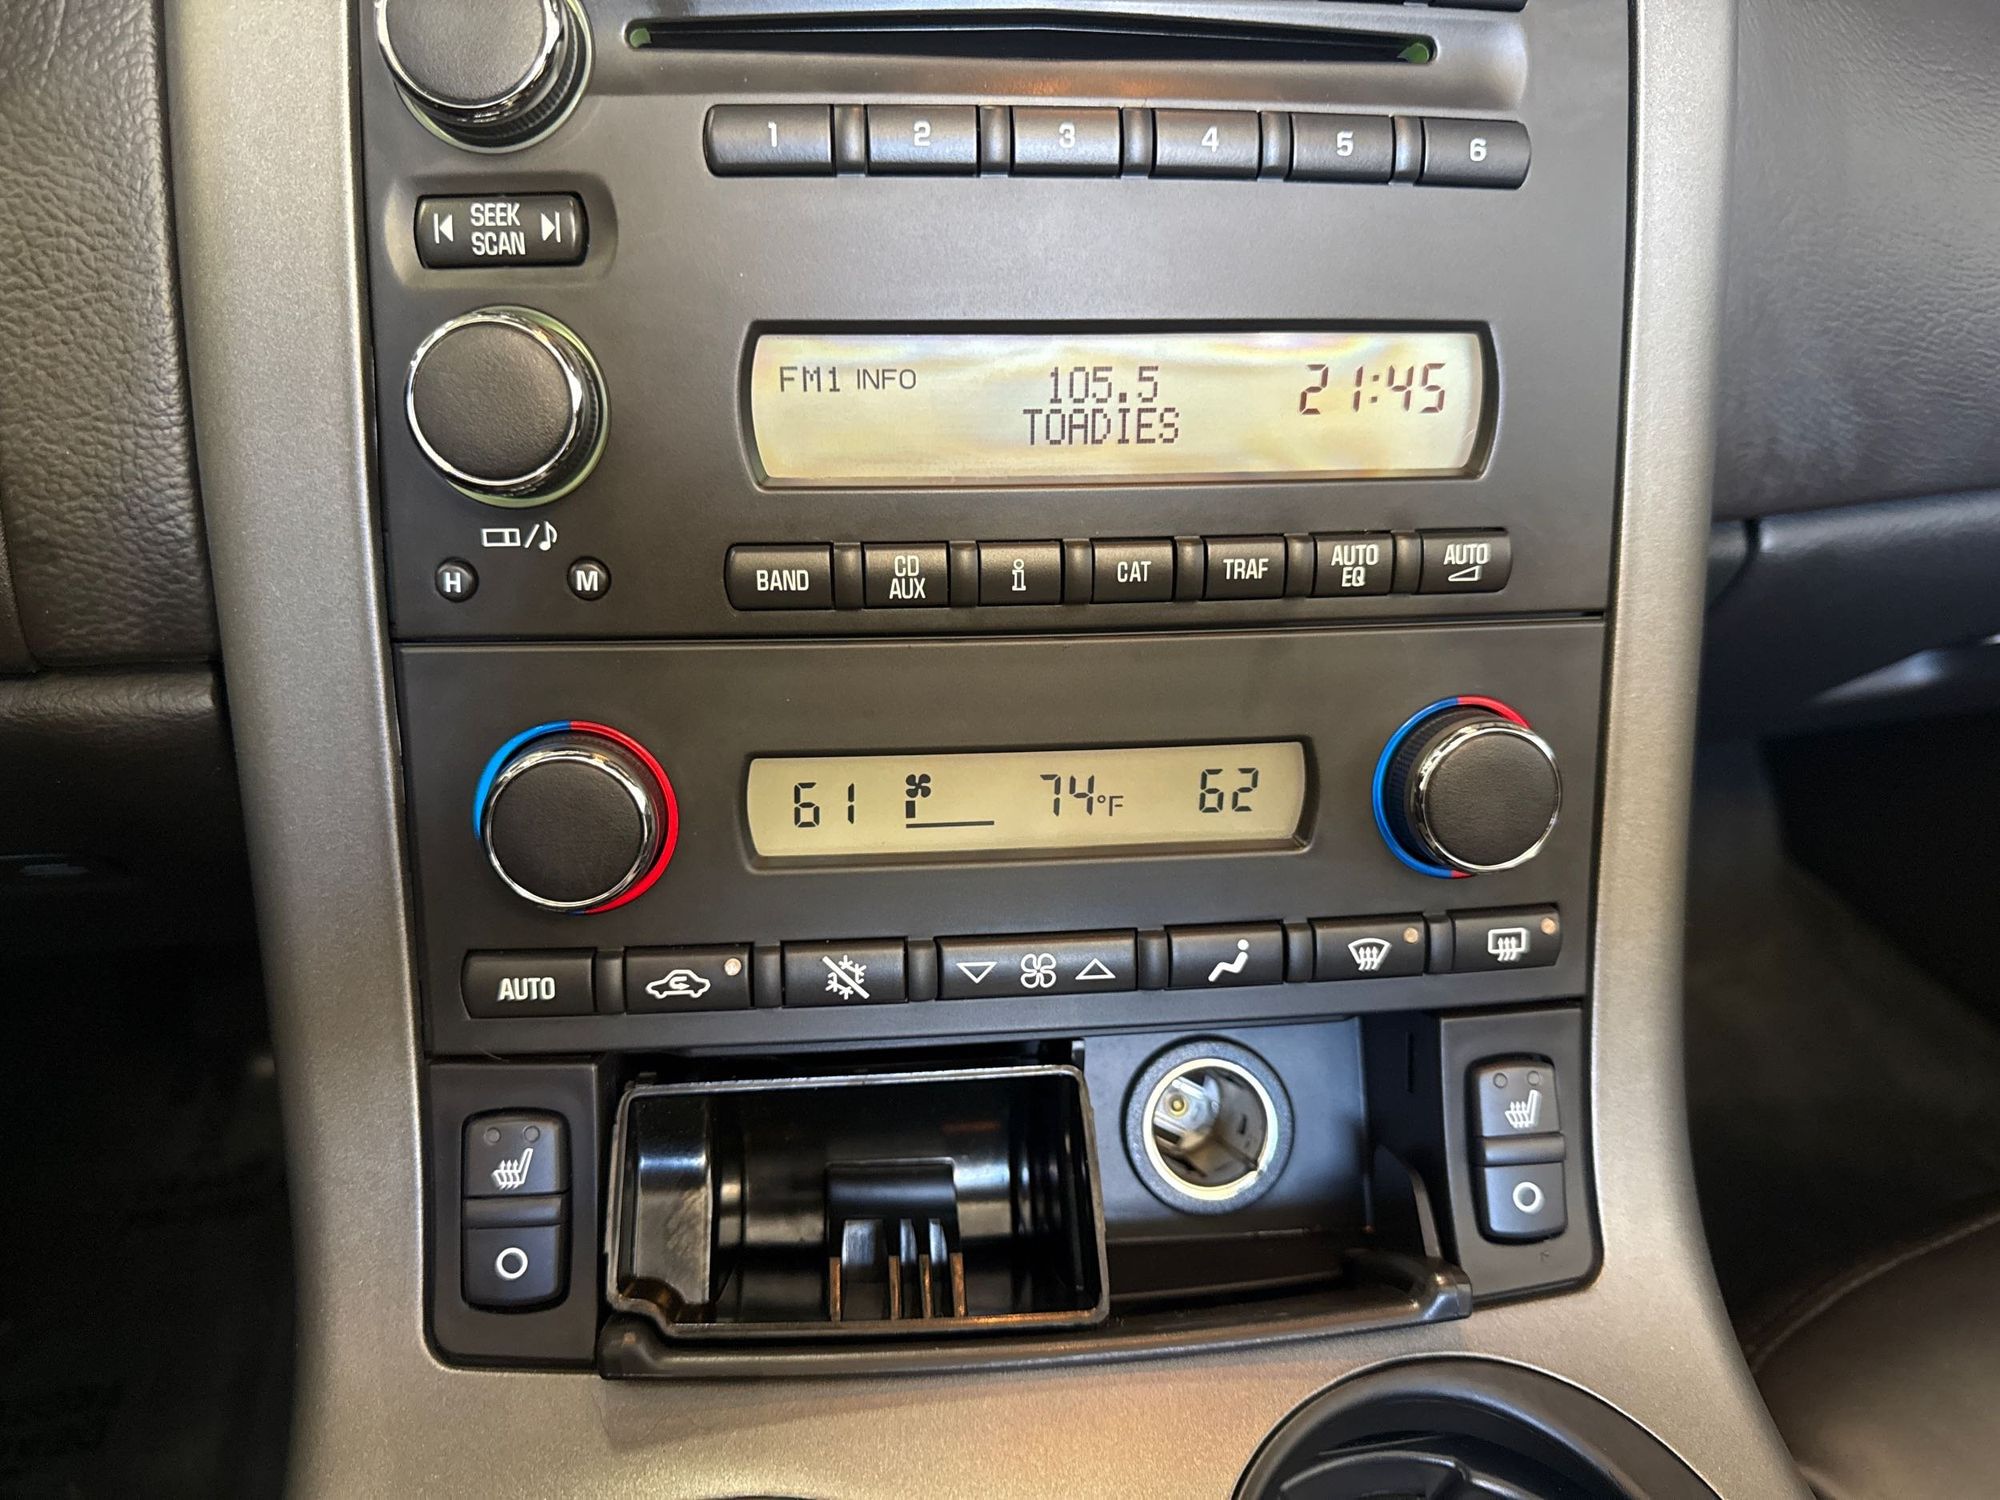 1 2 3 4 5 6
SEEK
SCAN
FM1 INFO 105.5 21:45
TOADIES
H M
BAND
CD
AUX
i
CAT
TRAF
AUTO
EQ
AUTO
61 74°F 62
AUTO